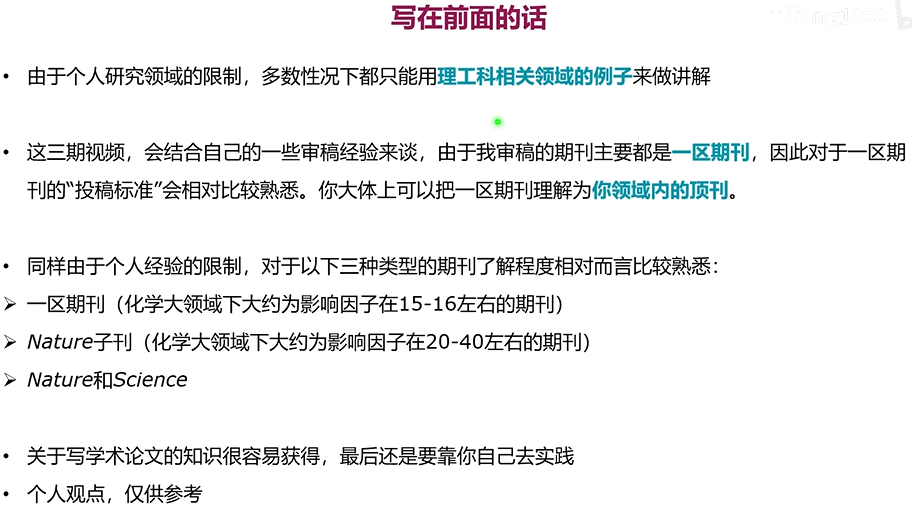 写在前面的话
• 由于个人研究领域的限制，多数性况下都只能用理工科相关领域的例子来做讲解
• 这三期视频，会结合自己的一些审稿经验来谈，由于我审稿的期刊主要都是一区期刊，因此对于一区期
刊的“投稿标准”会相对比较熟悉。你大体上可以把一区期刊理解为你领域内的顶刊。
• 同样由于个人经验的限制，对于以下三种类型的期刊了解程度相对而言比较熟悉：
➢ 一区期刊（化学大领域下大约为影响因子在15-16左右的期刊）
➢ Nature子刊（化学大领域下大约为影响因子在20-40左右的期刊）
➢ Nature和Science
• 关于写学术论文的知识很容易获得，最后还是要靠你自己去实践
• 个人观点，仅供参考